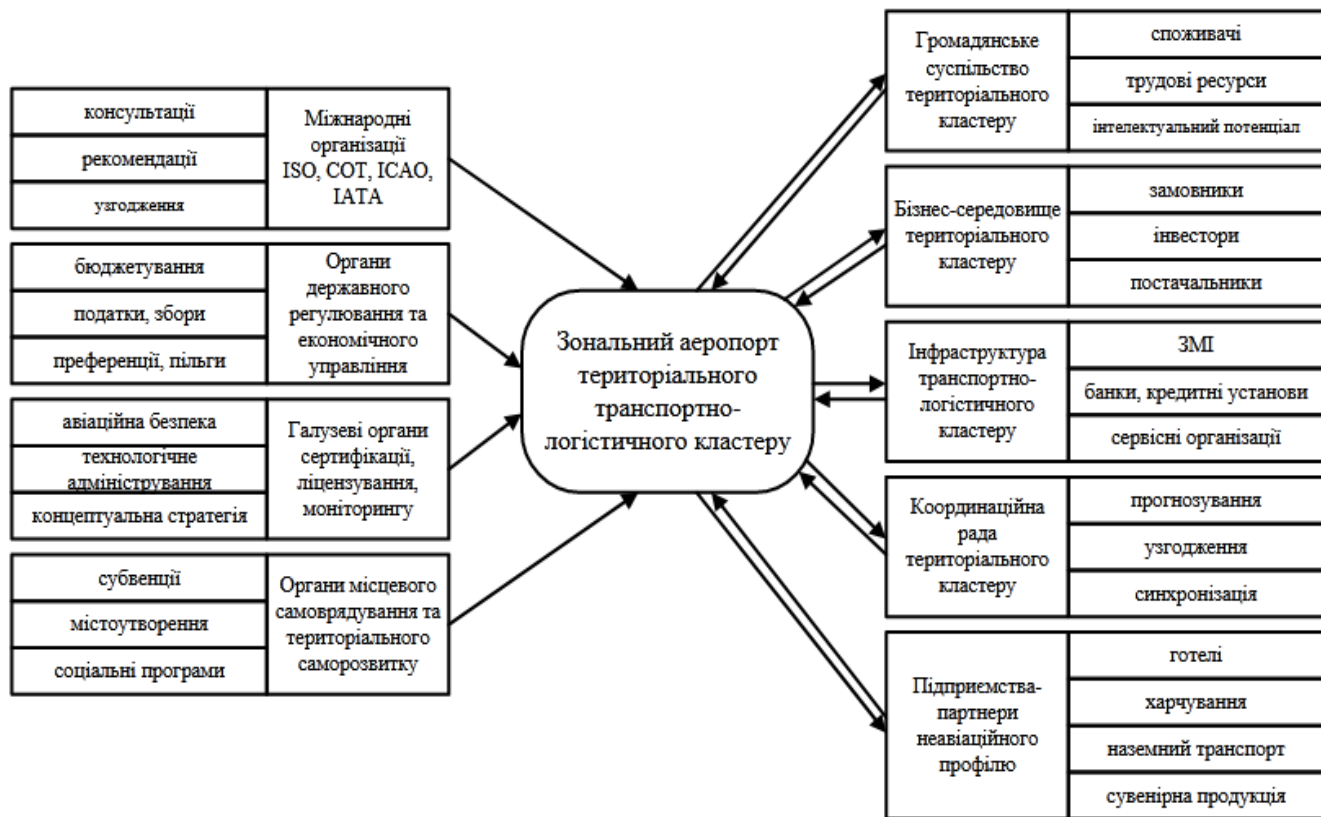 консультації
рекомендації
узгодження
Міжнародні
організації
ISO, СОТ, ICAO,
IATA
бюджетування
податки, збори
преференції, пільги
Органи
державного
регулювання та
економічного
управління
авіаційна безпека
технологічне
адміністрування
концептуальна стратегія
Галузеві органи
сертифікації,
ліцензування,
моніторингу
субвенції
містоутворення
соціальні програми
Органи місцевого
самоврядування та
територіального
саморозвитку
Зональний аеропорт
територіального
транспортно-
логістичного кластеру
Громадянське
суспільство
територіального
кластеру
споживачі
трудові ресурси
інтелектуальний потенціал
Бізнес-середовище
територіального
кластеру
замовники
інвестори
постачальники
Інфраструктура
транспортно-
логістичного
кластеру
ЗМІ
банки, кредитні установи
сервісні організації
Координаційна
рада
територіального
кластеру
прогнозування
узгодження
синхронізація
Підприємства-
партнери
неавіаційного
профілю
готелі
харчування
наземний транспорт
сувенірна продукція